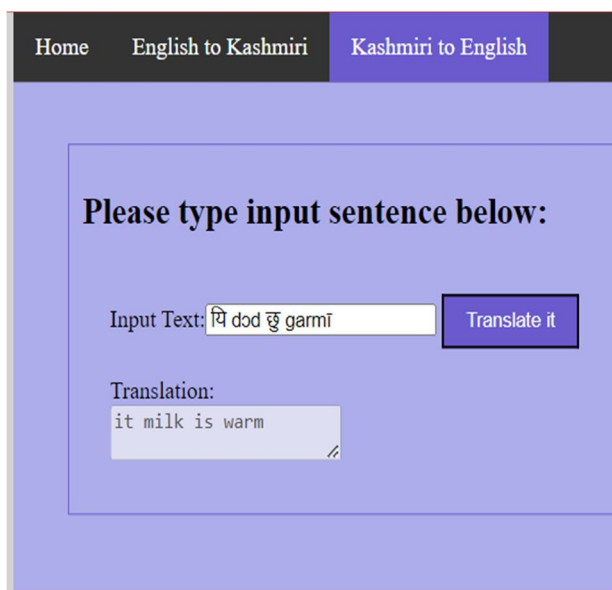 Home English to Kashmiri Kashmiri to English
Please type input sentence below:
Input Text: यि dɔd छु garmī Translate it
Translation:
it milk is warm